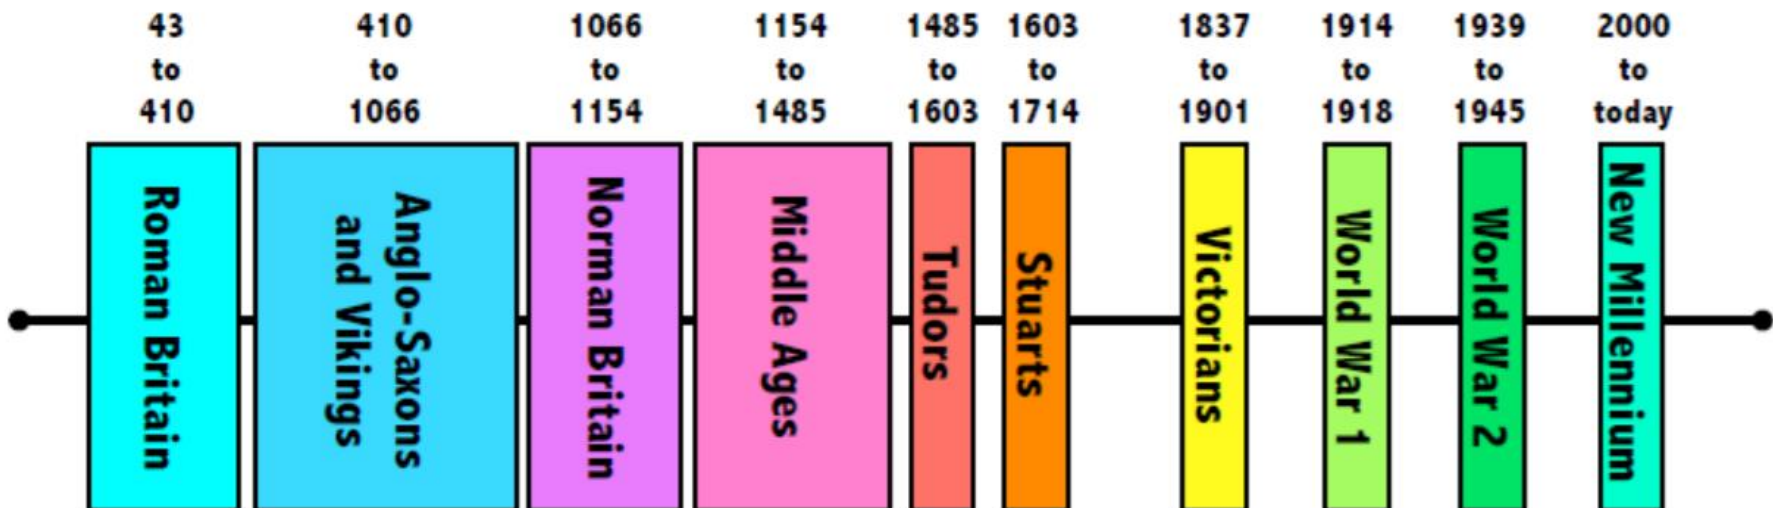 43
to
410
410
to
1066
1066
to
1154
1154
to
1485
1485
to
1603
1603
to
1714
1837
to
1901
1914
to
1918
1939
to
1945
2000
to
today
Roman Britain
Anglo-Saxons
and Vikings
Norman Britain
Middle Ages
Tudors
Stuarts
Victorians
World War 1
World War 2
New Millennium